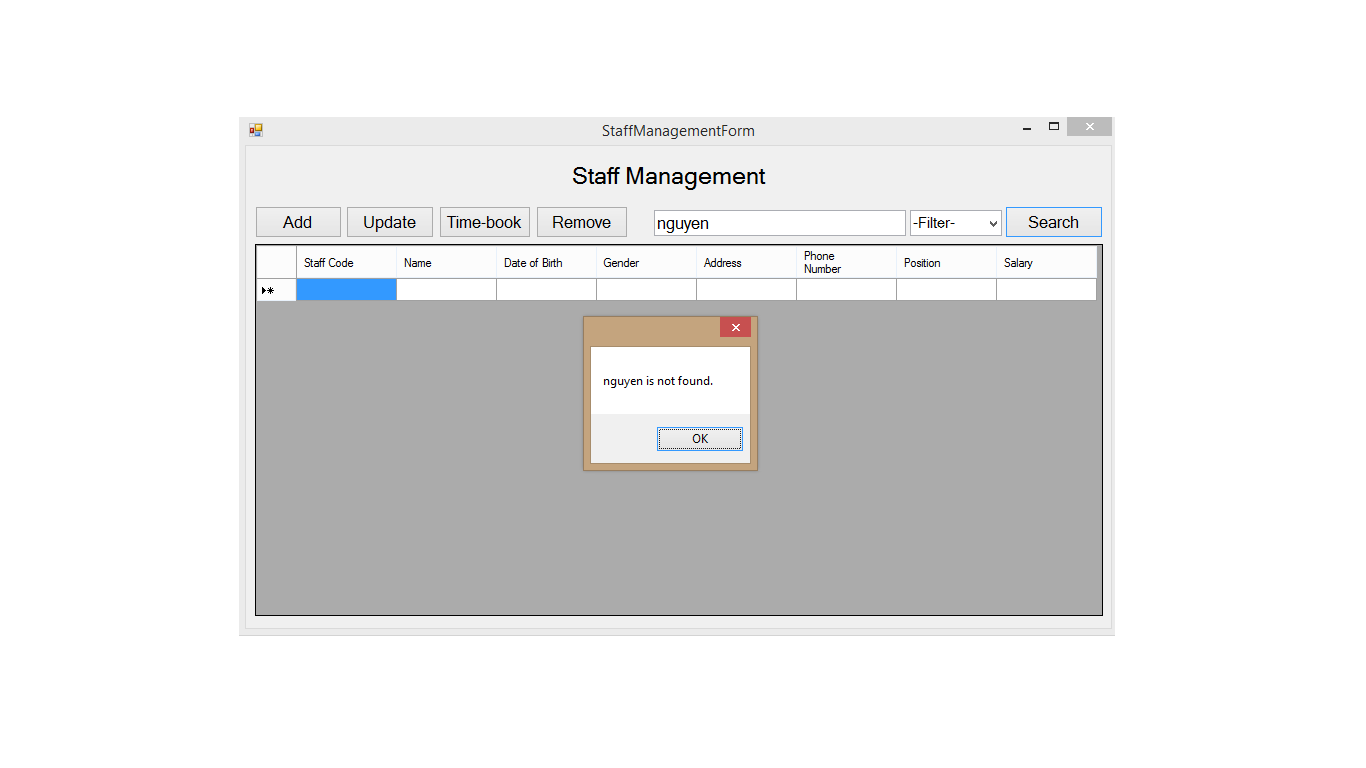 StaffManagementForm
Staff Management
Add Update Time-book Remove nguyen -Filter- Search
Staff Code Name Date of Birth Gender Address Phone Number Position Salary
nguyen is not found.
OK